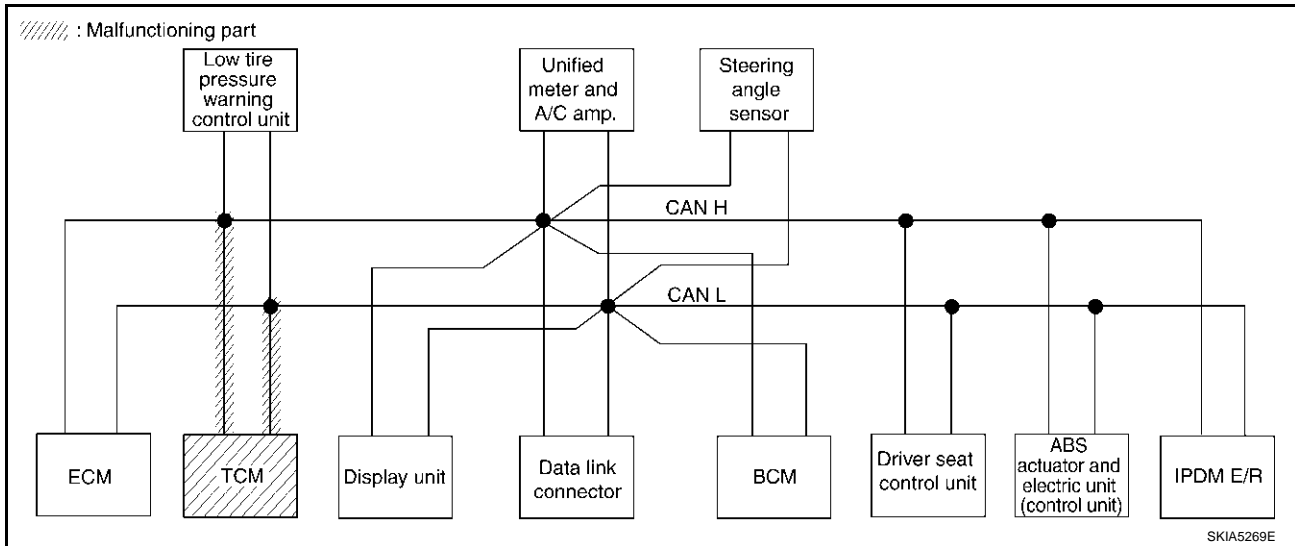 : Malfunctioning part
Low tire
pressure
warning
control unit
Unified
meter and
A/C amp.
Steering
angle
sensor
CAN H
CAN L
ECM
TCM
Display unit
Data link
connector
BCM
Driver seat
control unit
ABS
actuator and
electric unit
(control unit)
IPDM E/R
SKIA5269E